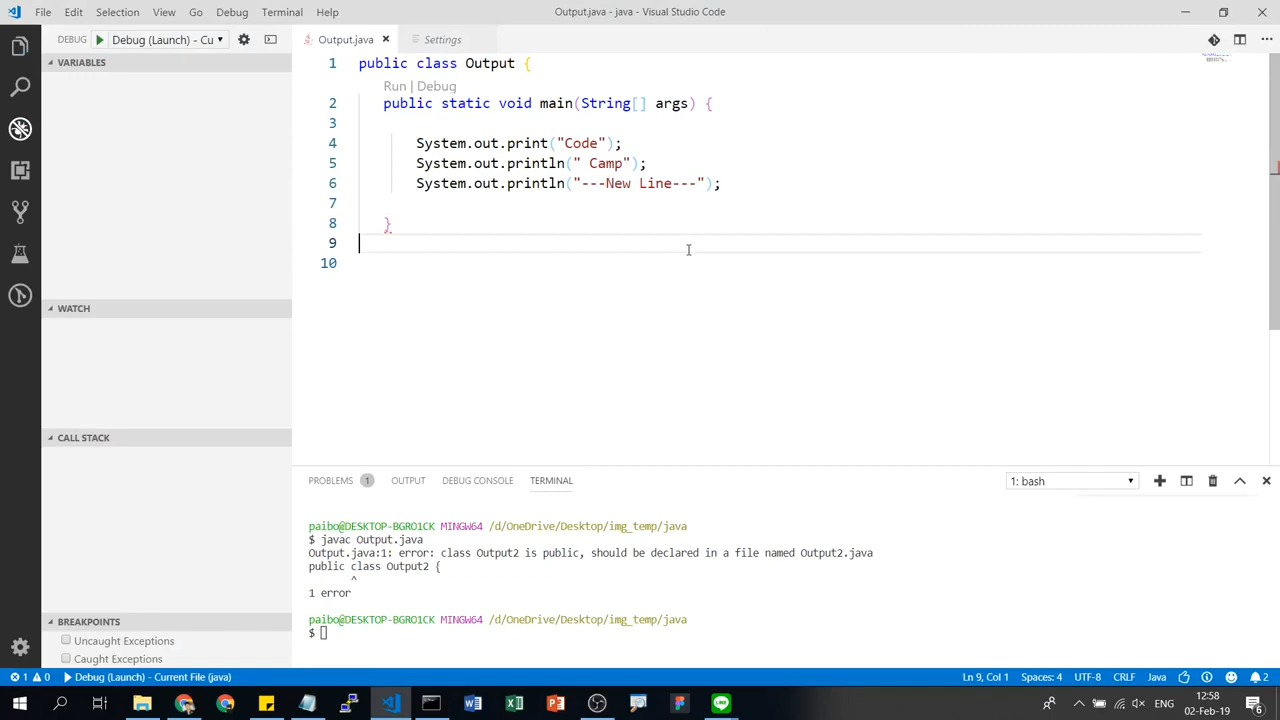 File Edit Selection View Go Debug Terminal Help
Output.java - java - Visual Studio Code
DEBUG Debug (Launch) - Cu
Output.java Settings
VARIABLES
WATCH
CALL STACK
BREAKPOINTS
Uncaught Exceptions
Caught Exceptions
1 public class Output {
Run | Debug
2 public static void main(String[] args) {
3
4 System.out.print("Code");
5 System.out.println(" Camp");
6 System.out.println("---New Line---");
7
8 }
9
10
PROBLEMS 1 OUTPUT DEBUG CONSOLE TERMINAL
1: bash
paibo@DESKTOP-BGRO1CK MINGW64 /d/OneDrive/Desktop/img_temp/java
$ javac Output.java
Output.java:1: error: class Output2 is public, should be declared in a file named Output2.java
public class Output2 {
^
1 error
paibo@DESKTOP-BGRO1CK MINGW64 /d/OneDrive/Desktop/img_temp/java
$
1 0 Debug (Launch) - Current File (java)
Ln 9, Col 1 Spaces: 4 UTF-8 CRLF Java 2
12:58
02-Feb-19
6